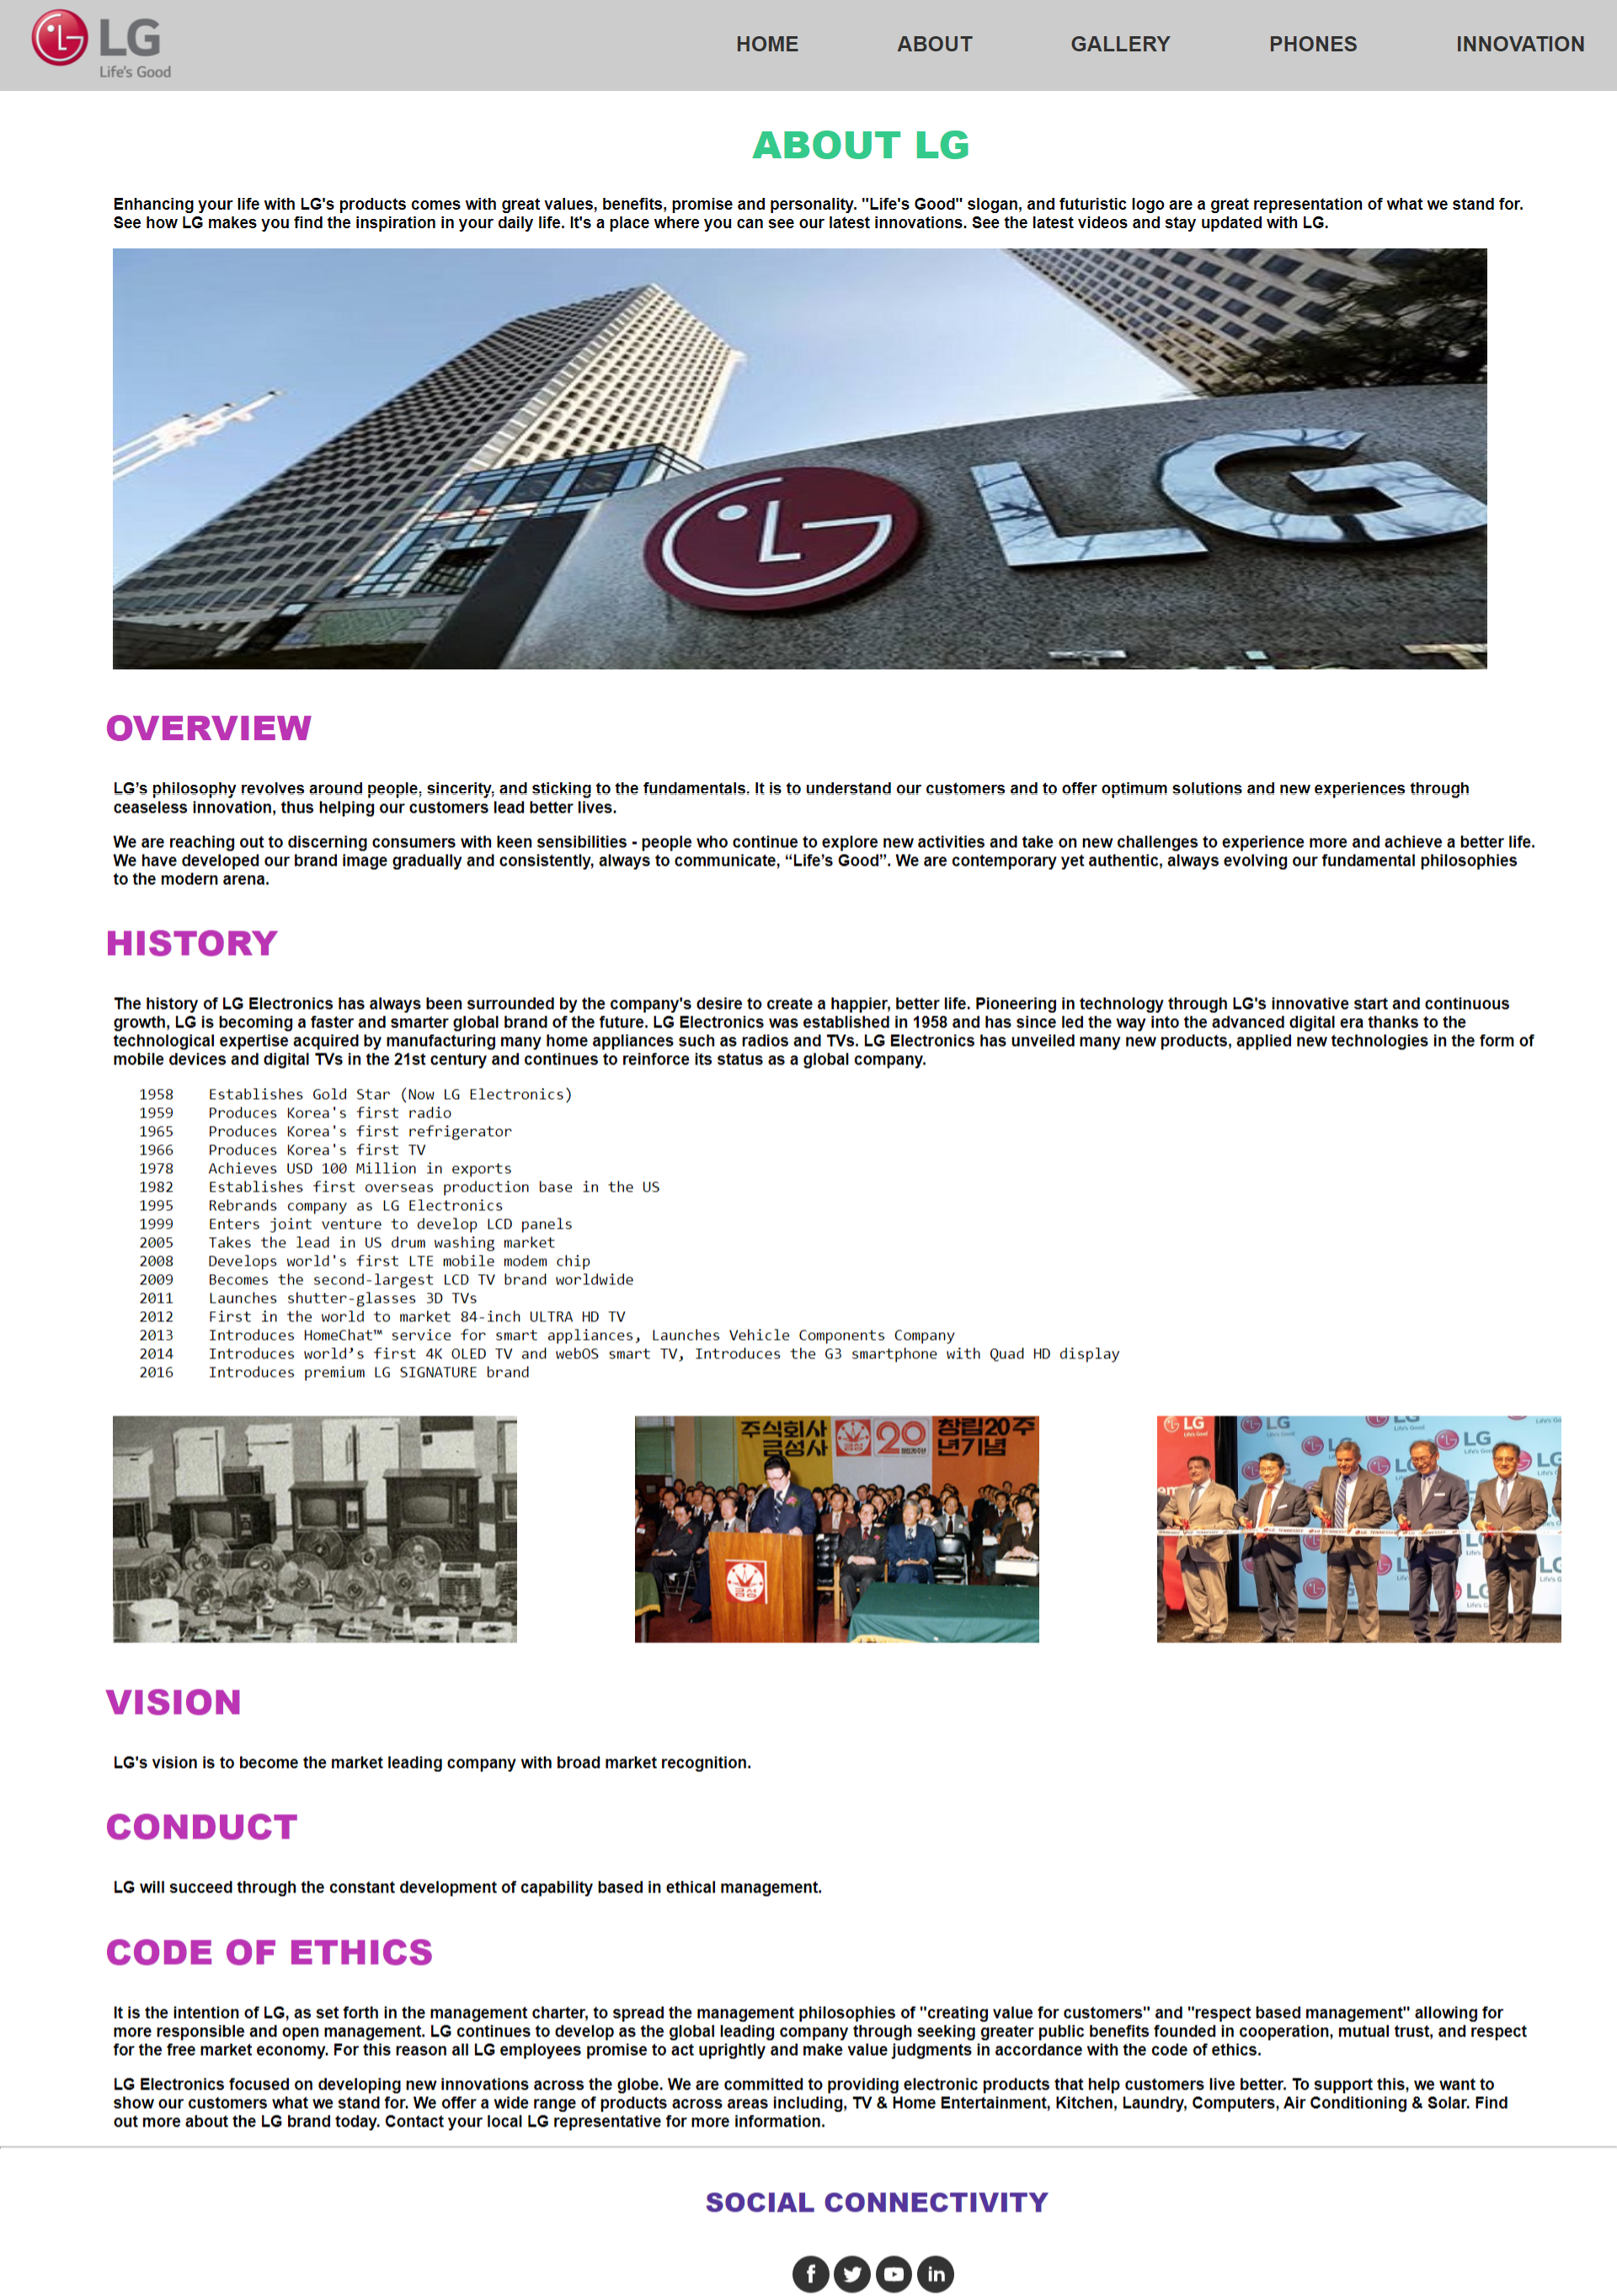 LG
Life's Good
HOME ABOUT GALLERY PHONES INNOVATION
ABOUT LG
Enhancing your life with LG's products comes with great values, benefits, promise and personality. "Life's Good" slogan, and futuristic logo are a great representation of what we stand for.
See how LG makes you find the inspiration in your daily life. It's a place where you can see our latest innovations. See the latest videos and stay updated with LG.
LG
OVERVIEW
LG’s philosophy revolves around people, sincerity, and sticking to the fundamentals. It is to understand our customers and to offer optimum solutions and new experiences through
ceaseless innovation, thus helping our customers lead better lives.
We are reaching out to discerning consumers with keen sensibilities - people who continue to explore new activities and take on new challenges to experience more and achieve a better life.
We have developed our brand image gradually and consistently, always to communicate, “Life’s Good”. We are contemporary yet authentic, always evolving our fundamental philosophies
to the modern arena.
HISTORY
The history of LG Electronics has always been surrounded by the company's desire to create a happier, better life. Pioneering in technology through LG's innovative start and continuous
growth, LG is becoming a faster and smarter global brand of the future. LG Electronics was established in 1958 and has since led the way into the advanced digital era thanks to the
technological expertise acquired by manufacturing many home appliances such as radios and TVs. LG Electronics has unveiled many new products, applied new technologies in the form of
mobile devices and digital TVs in the 21st century and continues to reinforce its status as a global company.
1958 Establishes Gold Star (Now LG Electronics)
1959 Produces Korea's first radio
1965 Produces Korea's first refrigerator
1966 Produces Korea's first TV
1978 Achieves USD 100 Million in exports
1982 Establishes first overseas production base in the US
1995 Rebrands company as LG Electronics
1999 Enters joint venture to develop LCD panels
2005 Takes the lead in US drum washing market
2008 Develops world's first LTE mobile modem chip
2009 Becomes the second-largest LCD TV brand worldwide
2011 Launches shutter-glasses 3D TVs
2012 First in the world to market 84-inch ULTRA HD TV
2013 Introduces HomeChat™ service for smart appliances, Launches Vehicle Components Company
2014 Introduces world’s first 4K OLED TV and webOS smart TV, Introduces the G3 smartphone with Quad HD display
2016 Introduces premium LG SIGNATURE brand
주식회사 금성사
20
창립20주년기념
금성
LG
Life's Good
LG
LG
VISION
LG's vision is to become the market leading company with broad market recognition.
CONDUCT
LG will succeed through the constant development of capability based in ethical management.
CODE OF ETHICS
It is the intention of LG, as set forth in the management charter, to spread the management philosophies of "creating value for customers" and "respect based management" allowing for
more responsible and open management. LG continues to develop as the global leading company through seeking greater public benefits founded in cooperation, mutual trust, and respect
for the free market economy. For this reason all LG employees promise to act uprightly and make value judgments in accordance with the code of ethics.
LG Electronics focused on developing new innovations across the globe. We are committed to providing electronic products that help customers live better. To support this, we want to
show our customers what we stand for. We offer a wide range of products across areas including, TV & Home Entertainment, Kitchen, Laundry, Computers, Air Conditioning & Solar. Find
out more about the LG brand today. Contact your local LG representative for more information.
SOCIAL CONNECTIVITY